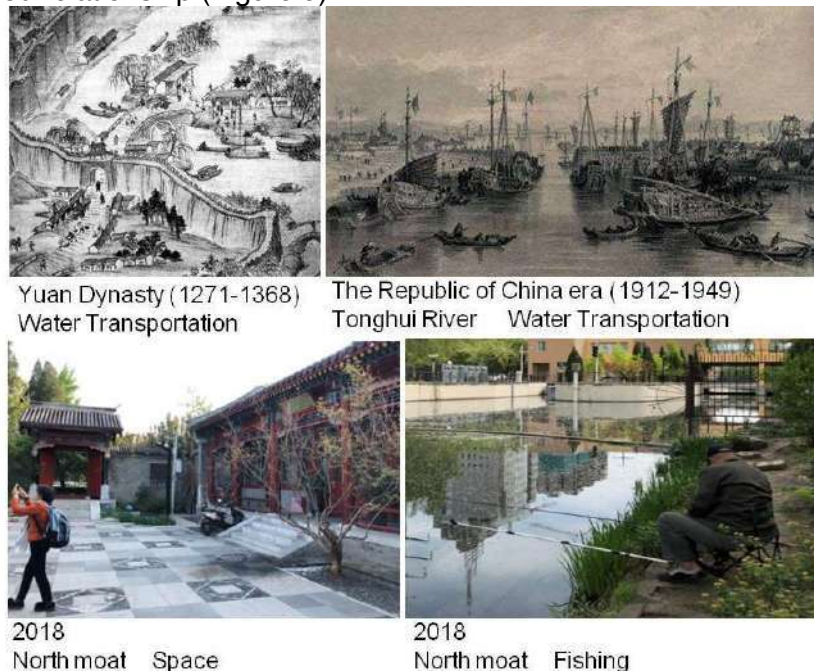 Yuan Dynasty (1271-1368)
Water Transportation
The Republic of China era (1912-1949)
Tonghui River Water Transportation
2018
North moat Space
2018
North moat Fishing